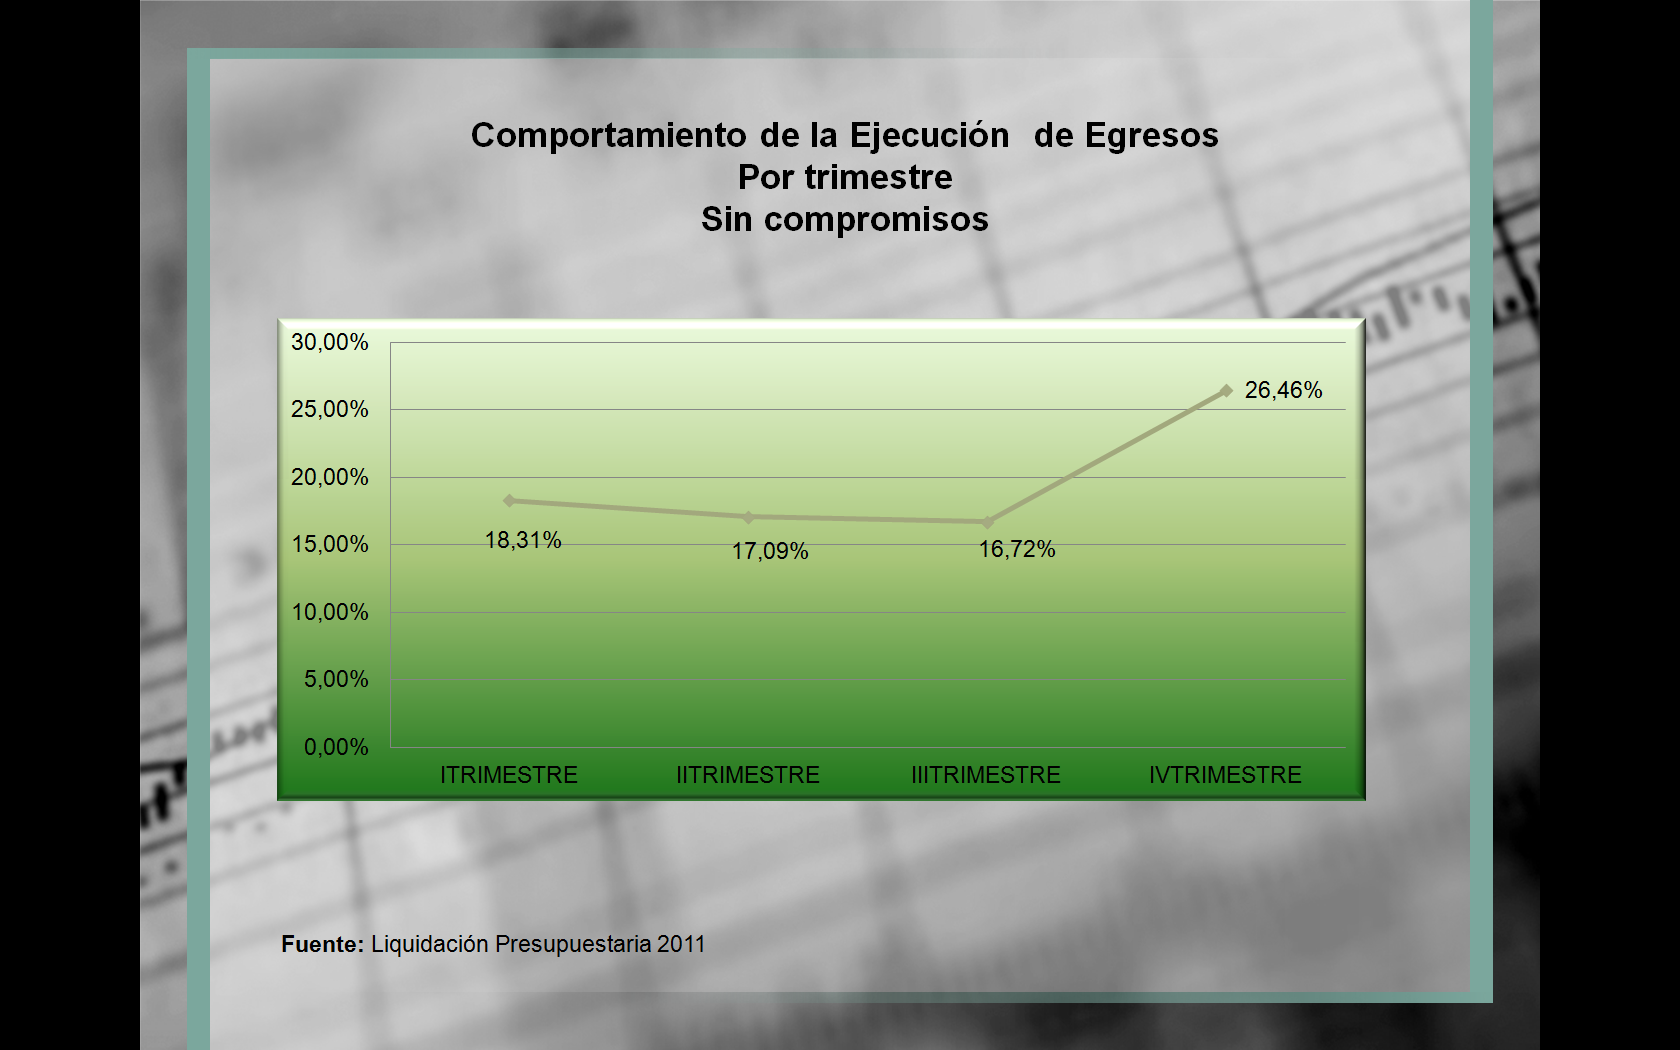 Comportamiento de la Ejecución  de Egresos
Por trimestre
Sin compromisos
30,00%
25,00%
20,00%
15,00%
10,00%
5,00%
0,00%
18,31%
17,09%
16,72%
26,46%
ITRIMESTRE
IITRIMESTRE
IIITRIMESTRE
IVTRIMESTRE
Fuente: Liquidación Presupuestaria 2011